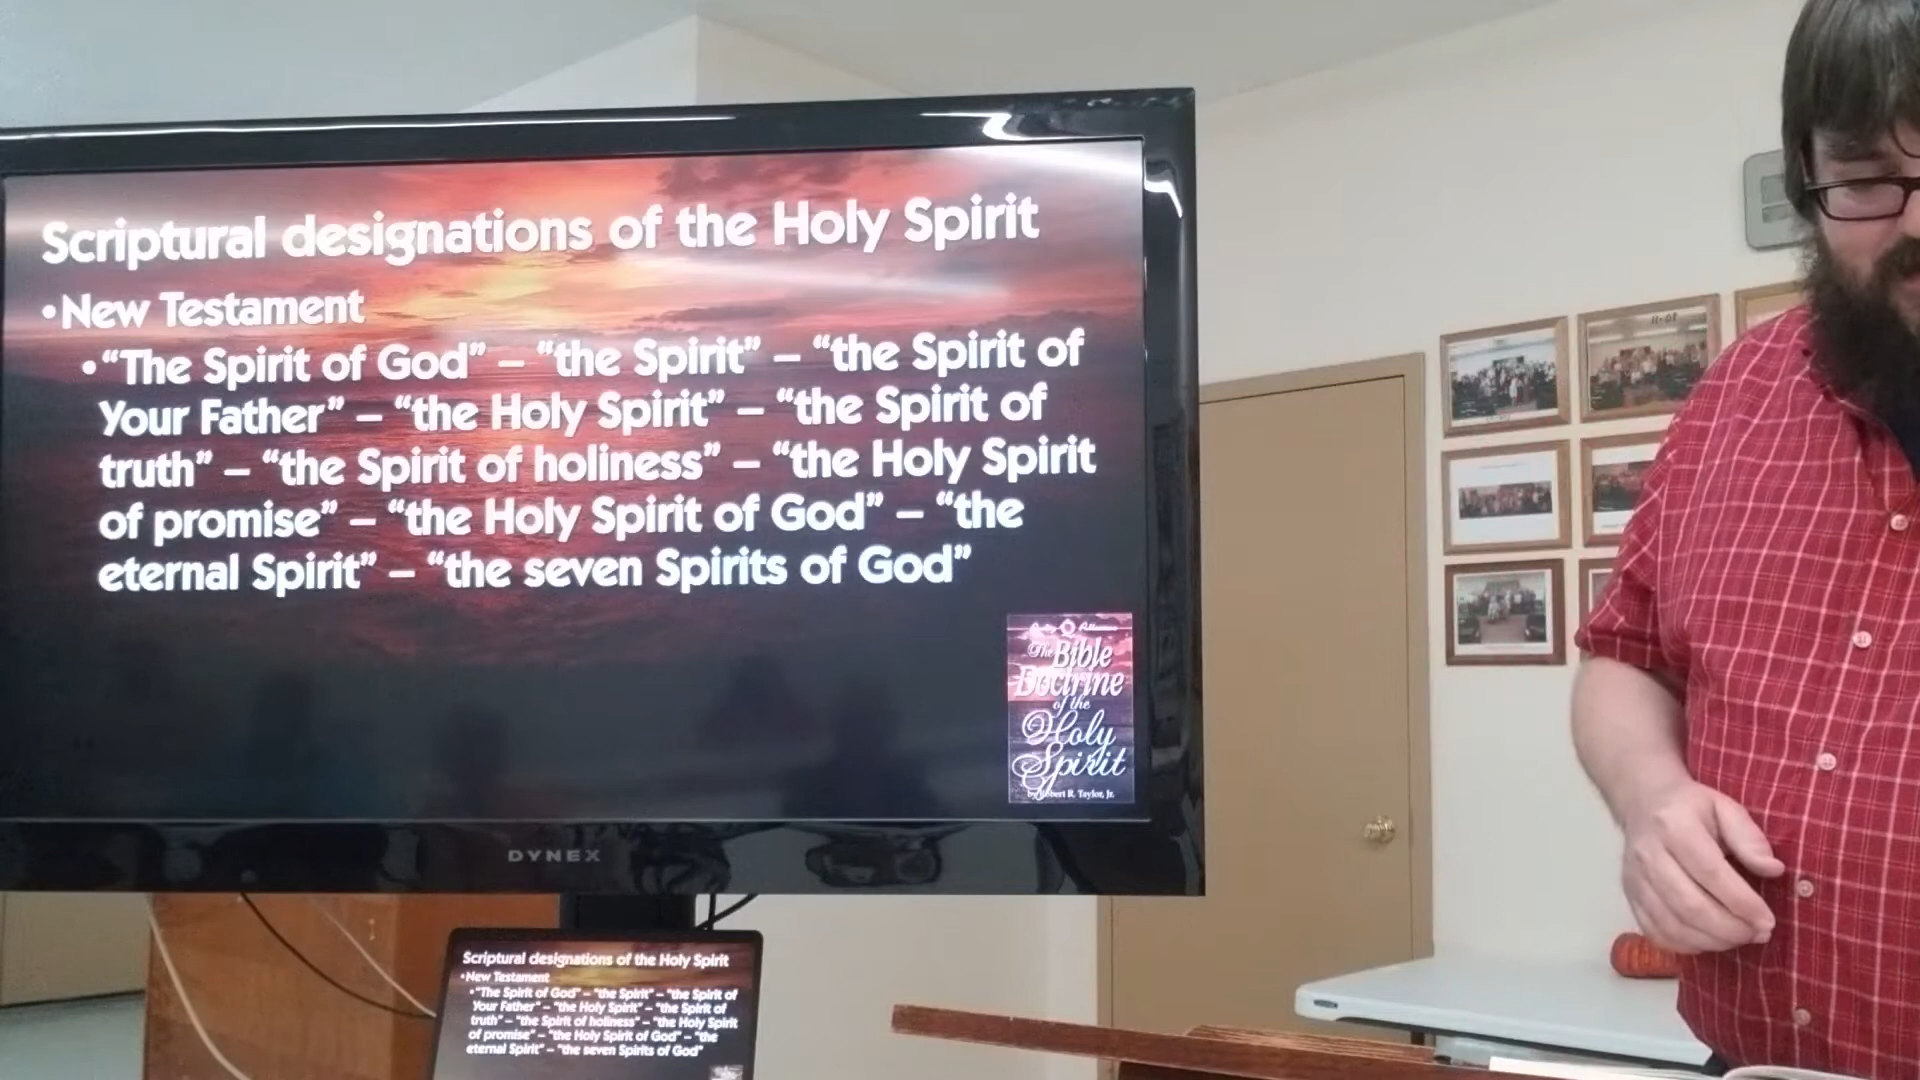 Scriptural designations of the Holy Spirit
•New Testament
•“The Spirit of God” – “the Spirit” – “the Spirit of
Your Father” – “the Holy Spirit” – “the Spirit of
truth” – “the Spirit of holiness” – “the Holy Spirit
of promise” – “the Holy Spirit of God” – “the
eternal Spirit” – “the seven Spirits of God”
The Bible
Doctrine
of the
Holy
Spirit
by Robert R. Taylor, Jr.
DYNEX
Scriptural designations of the Holy Spirit
•New Testament
•“The Spirit of God” – “the Spirit” – “the Spirit of
Your Father” – “the Holy Spirit” – “the Spirit of
truth” – “the Spirit of holiness” – “the Holy Spirit
of promise” – “the Holy Spirit of God” – “the
eternal Spirit” – “the seven Spirits of God”